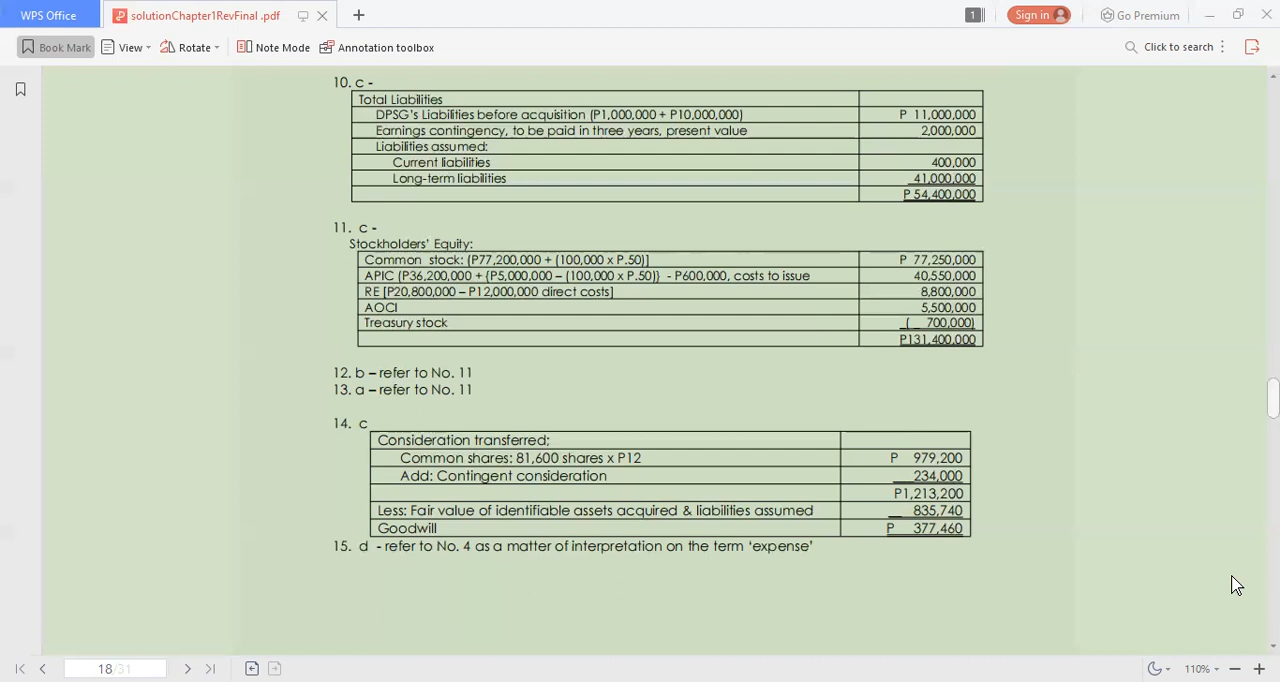 WPS Office
solutionChapter1RevFinal .pdf
1
Sign in
Go Premium
Book Mark
View
Rotate
Note Mode
Annotation toolbox
Click to search
10. c -
Total Liabilities
DPSG's Liabilities before acquisition (P1,000,000 + P10,000,000) P 11,000,000
Earnings contingency, to be paid in three years, present value 2,000,000
Liabilities assumed:
Current liabilities 400,000
Long-term liabilities 41,000,000
P 54,400,000
11. c -
Stockholders' Equity:
Common stock: (P77,200,000 + (100,000 x P.50)] P 77,250,000
APIC (P36,200,000 + {P5,000,000 – (100,000 x P.50)} - P600,000, costs to issue 40,550,000
RE [P20,800,000 – P12,000,000 direct costs] 8,800,000
AOCI 5,500,000
Treasury stock ( 700,000)
P131,400,000
12. b – refer to No. 11
13. a – refer to No. 11
14. c
Consideration transferred;
Common shares: 81,600 shares x P12 P 979,200
Add: Contingent consideration 234,000
P1,213,200
Less: Fair value of identifiable assets acquired & liabilities assumed 835,740
Goodwill P 377,460
15. d - refer to No. 4 as a matter of interpretation on the term 'expense'
18/31
110%